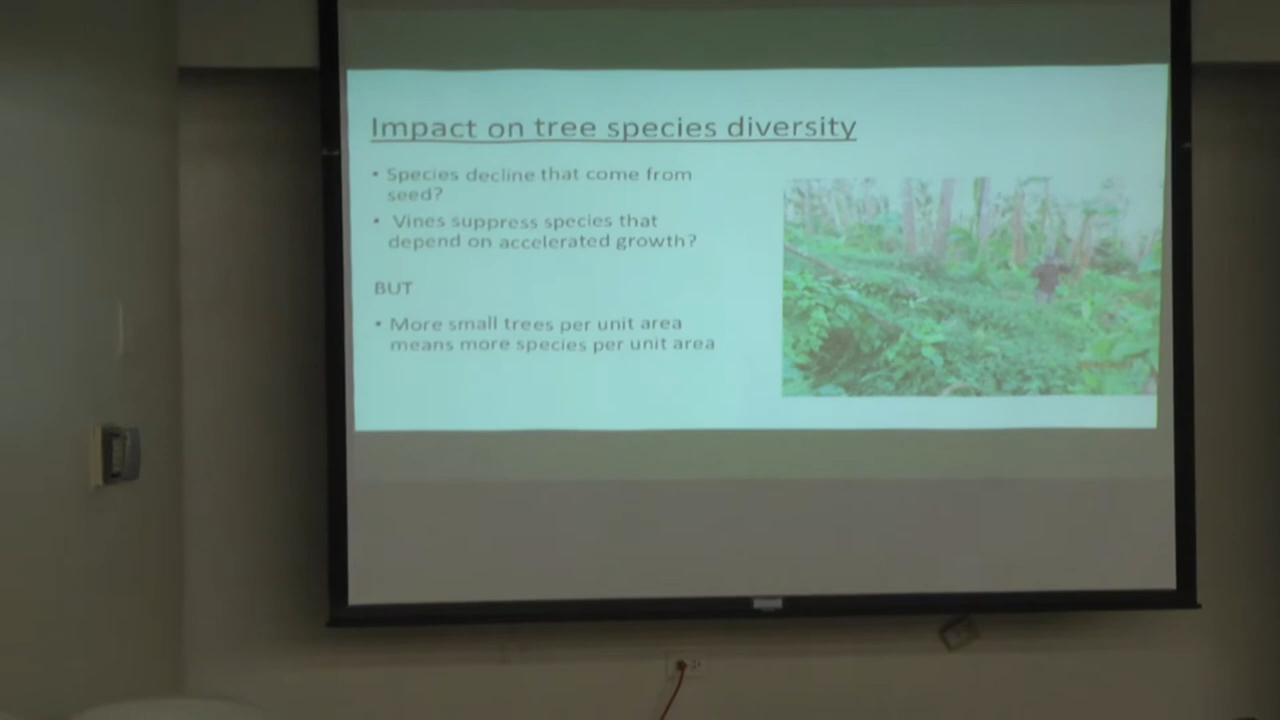 Impact on tree species diversity
• Species decline that come from
seed?
• Vines suppress species that
depend on accelerated growth?
BUT
• More small trees per unit area
means more species per unit area